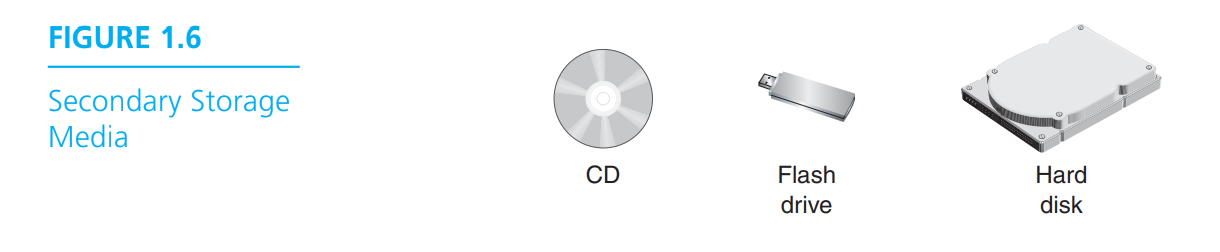 FIGURE 1.6
Secondary Storage
Media
CD
Flash
drive
Hard
disk